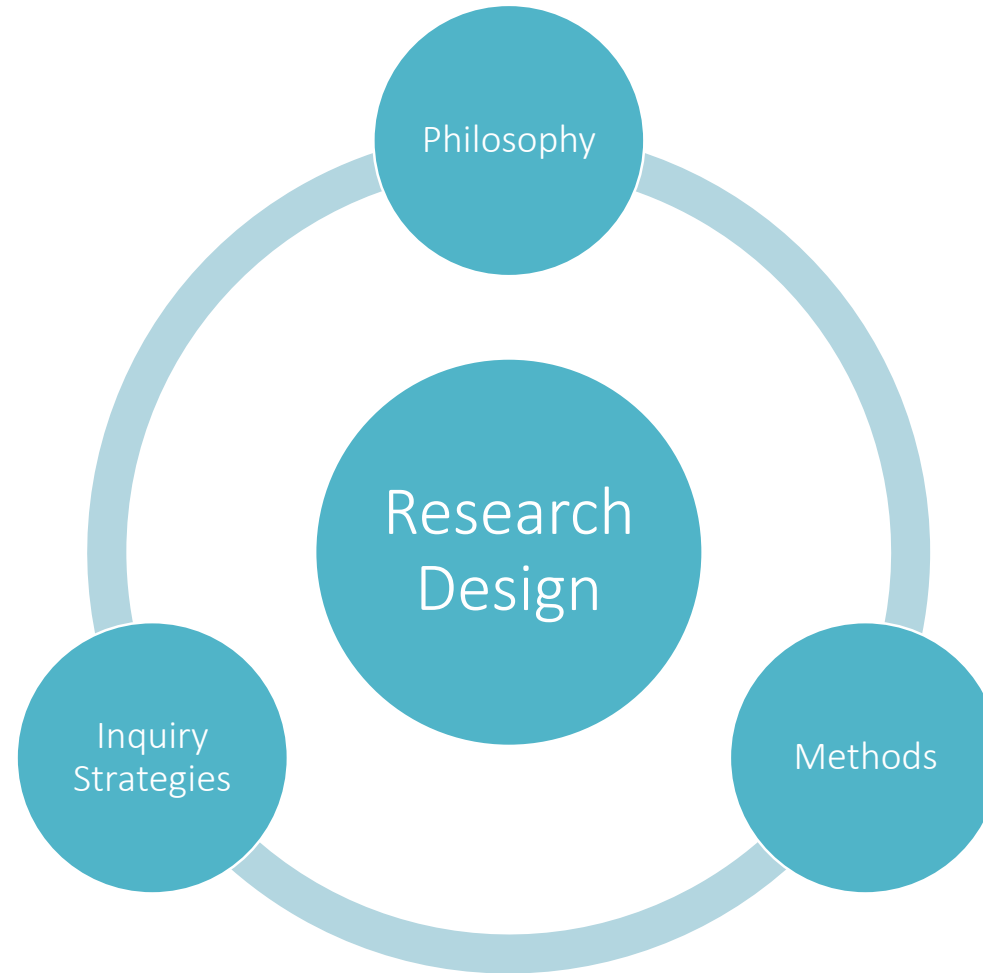 Philosophy
Research
Design
Inquiry
Strategies
Methods